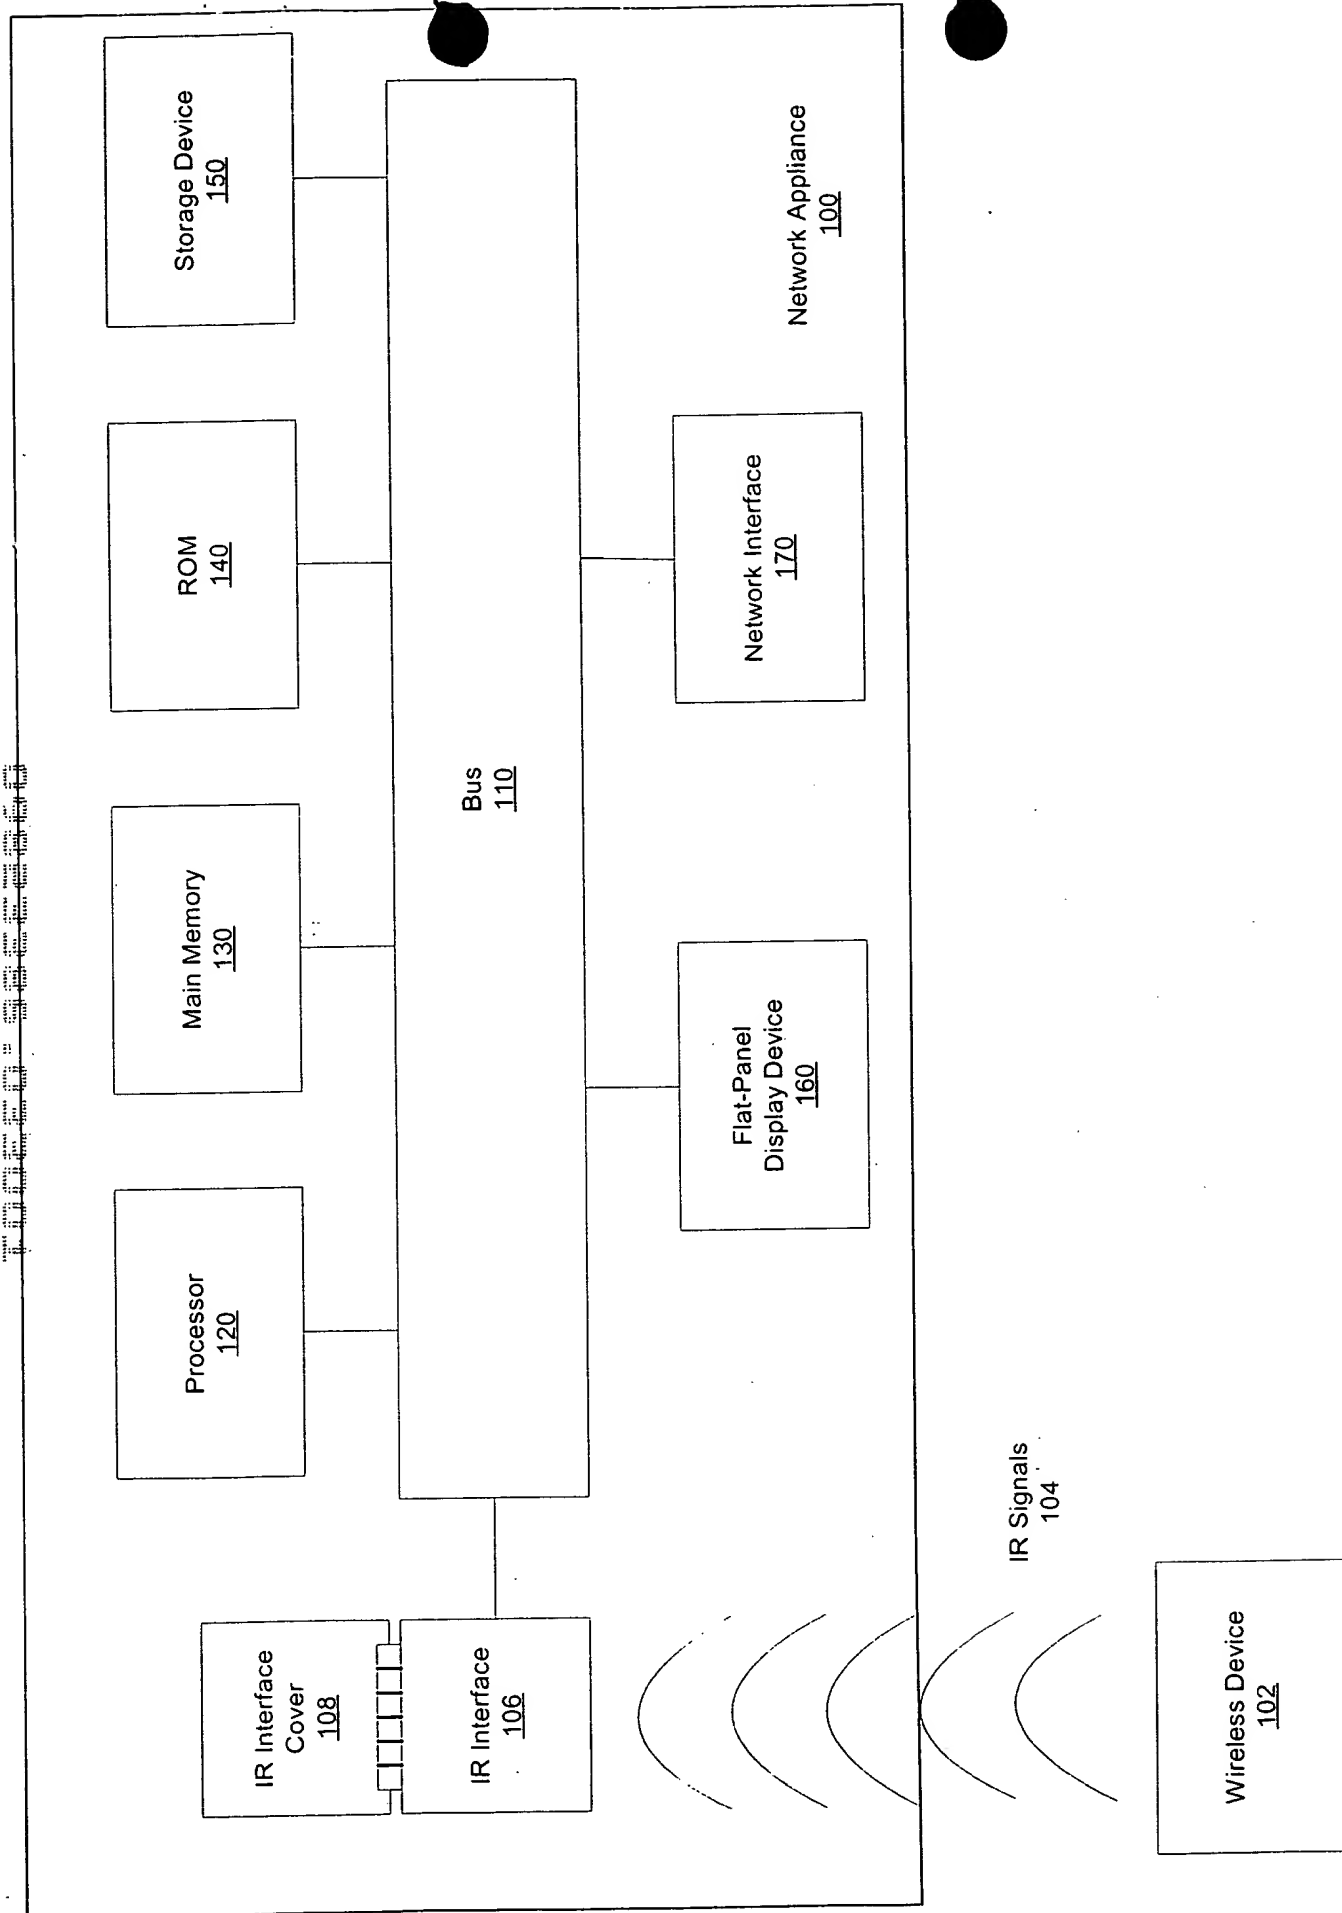 IR Interface
Cover
108
Processor
120
Main Memory
130
ROM
140
Storage Device
150
IR Interface
106
Bus
110
Flat-Panel
Display Device
160
Network Interface
170
Network Appliance
100
IR Signals
104
Wireless Device
102